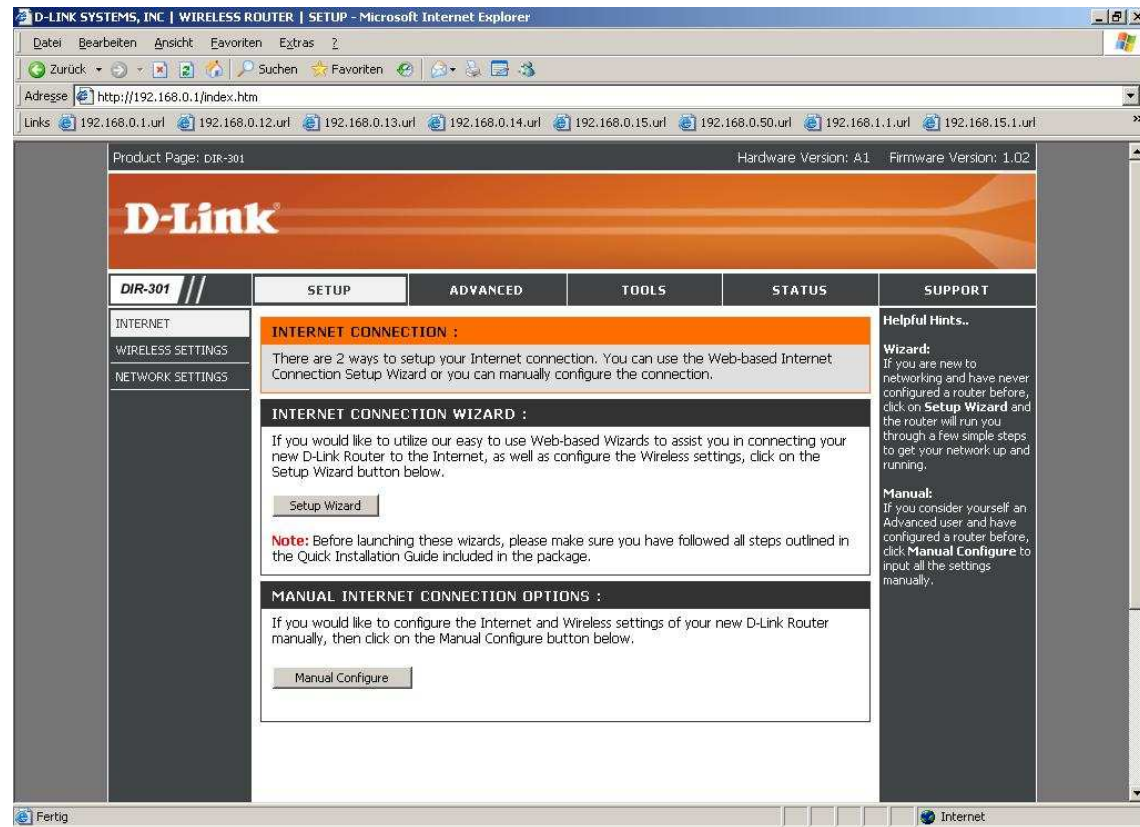 D-LINK SYSTEMS, INC | WIRELESS ROUTER | SETUP - Microsoft Internet Explorer
Datei Bearbeiten Ansicht Favoriten Extras ?
Zurück Suchen Favoriten
Adresse http://192.168.0.1/index.htm
Links 192.168.0.1.url 192.168.0.12.url 192.168.0.13.url 192.168.0.14.url 192.168.0.15.url 192.168.0.50.url 192.168.1.1.url 192.168.15.1.url »
Product Page: DIR-301 Hardware Version: A1 Firmware Version: 1.02
D-Link®
DIR-301 SETUP ADVANCED TOOLS STATUS SUPPORT
INTERNET
WIRELESS SETTINGS
NETWORK SETTINGS
INTERNET CONNECTION :
There are 2 ways to setup your Internet connection. You can use the Web-based Internet
Connection Setup Wizard or you can manually configure the connection.
INTERNET CONNECTION WIZARD :
If you would like to utilize our easy to use Web-based Wizards to assist you in connecting your
new D-Link Router to the Internet, as well as configure the Wireless settings, click on the
Setup Wizard button below.
Setup Wizard
Note: Before launching these wizards, please make sure you have followed all steps outlined in
the Quick Installation Guide included in the package.
MANUAL INTERNET CONNECTION OPTIONS :
If you would like to configure the Internet and Wireless settings of your new D-Link Router
manually, then click on the Manual Configure button below.
Manual Configure
Helpful Hints..
Wizard:
If you are new to
networking and have never
configured a router before,
click on Setup Wizard and
the router will run you
through a few simple steps
to get your network up and
running.
Manual:
If you consider yourself an
Advanced user and have
configured a router before,
click Manual Configure to
input all the settings
manually.
Fertig Internet